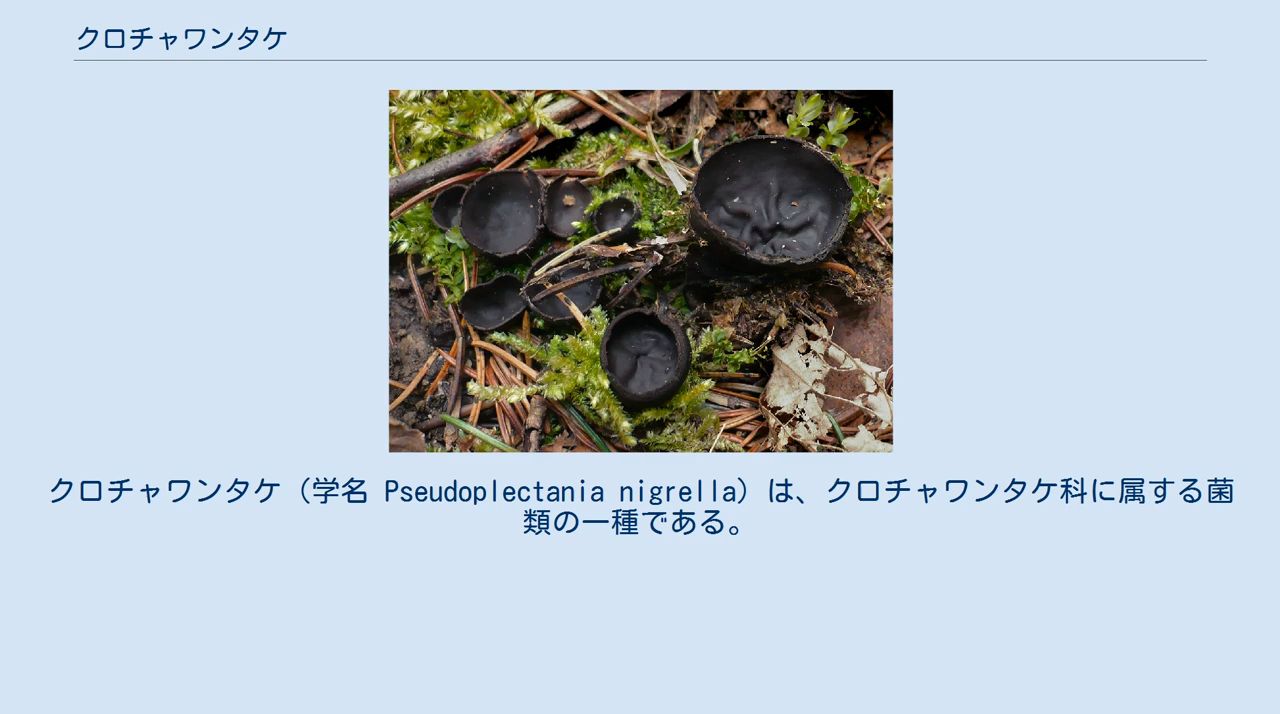 クロチャワンタケ
クロチャワンタケ（学名 Pseudoplectania nigrella）は、クロチャワンタケ科に属する菌
類の一種である。